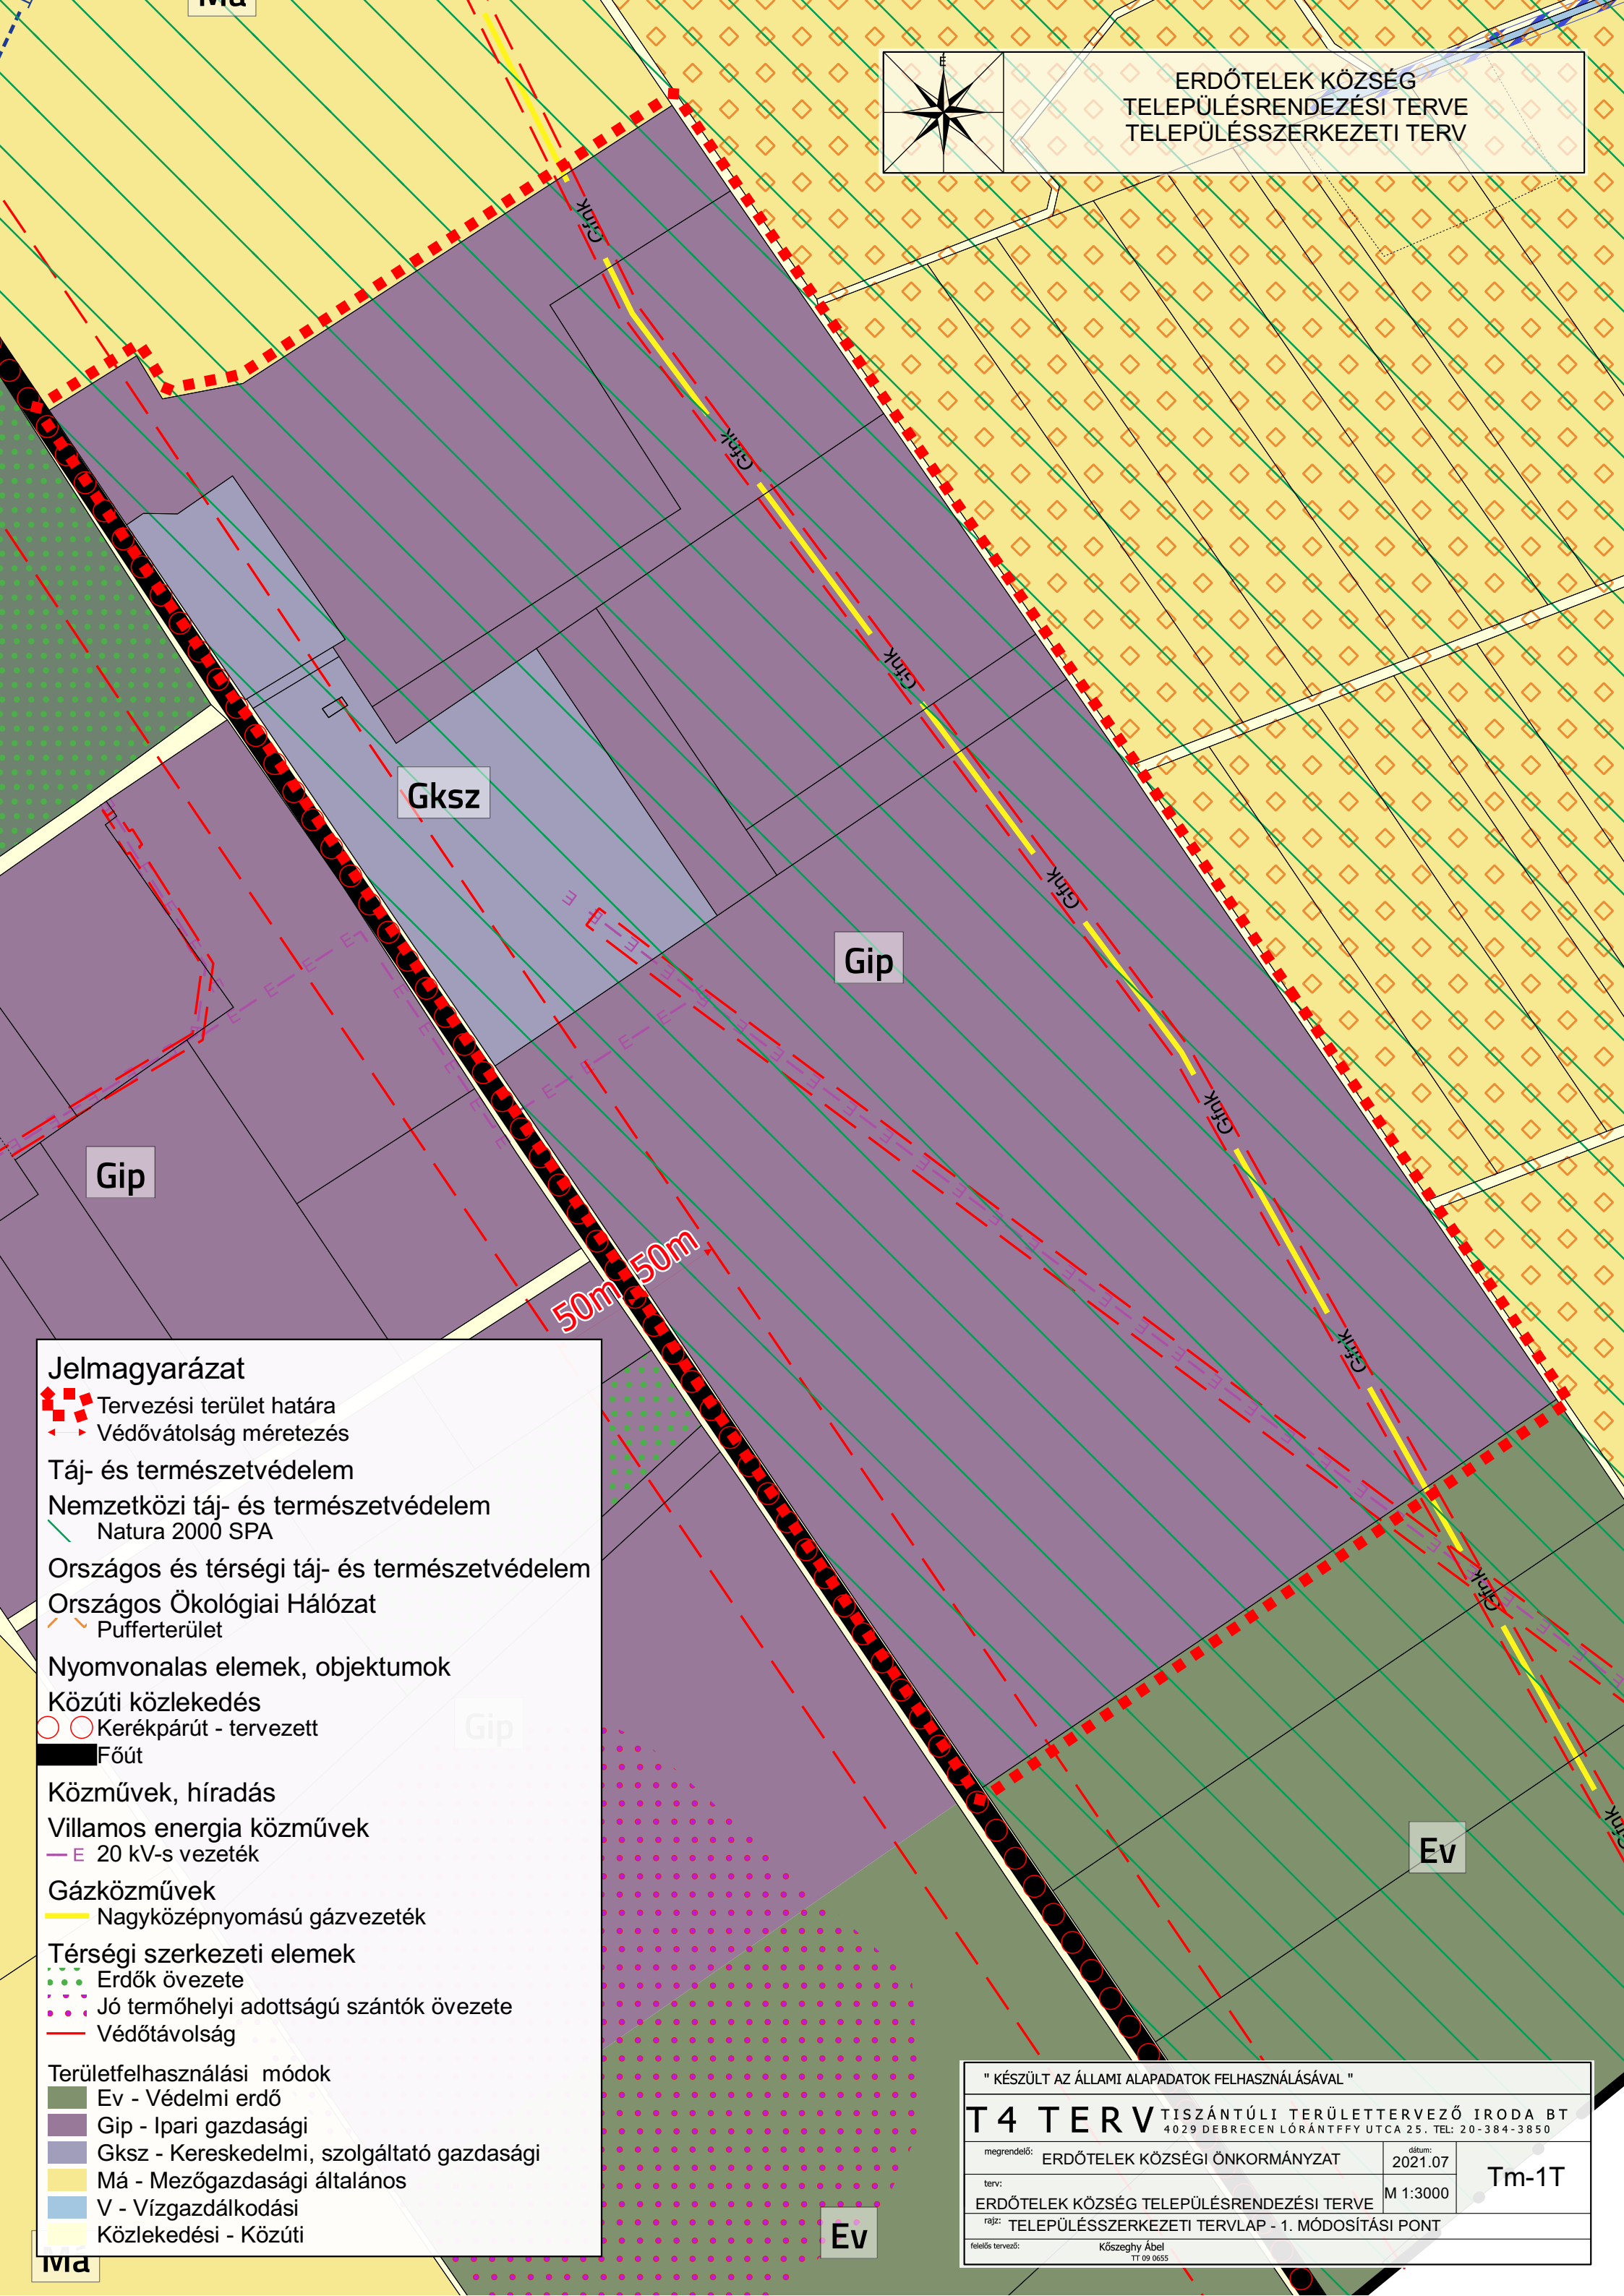 Má
E
ERDŐTELEK KÖZSÉG
TELEPÜLÉSRENDEZÉSI TERVE
TELEPÜLÉSSZERKEZETI TERV
Gfnk
Gfnk
Gfnk
Gksz
Gfnk
Gip
Gfnk
Gip
50m
50m
Gfnk
Gfnk
Gfnk
Gip
Ev
Ev
Má
Jelmagyarázat
Tervezési terület határa
Védővátolság méretezés
Táj- és természetvédelem
Nemzetközi táj- és természetvédelem
Natura 2000 SPA
Országos és térségi táj- és természetvédelem
Országos Ökológiai Hálózat
Pufferterület
Nyomvonalas elemek, objektumok
Közúti közlekedés
Kerékpárút - tervezett
Főút
Közművek, híradás
Villamos energia közművek
E 20 kV-s vezeték
Gázközművek
Nagyközépnyomású gázvezeték
Térségi szerkezeti elemek
Erdők övezete
Jó termőhelyi adottságú szántók övezete
Védőtávolság
Területfelhasználási módok
Ev - Védelmi erdő
Gip - Ipari gazdasági
Gksz - Kereskedelmi, szolgáltató gazdasági
Má - Mezőgazdasági általános
V - Vízgazdálkodási
Közlekedési - Közúti
" KÉSZÜLT AZ ÁLLAMI ALAPADATOK FELHASZNÁLÁSÁVAL "
T4 TERV TISZÁNTÚLI TERÜLETTERVEZŐ IRODA BT
4029 DEBRECEN LÓRÁNTFFY UTCA 25. TEL: 20-384-3850
megrendelő: ERDŐTELEK KÖZSÉGI ÖNKORMÁNYZAT
dátum:
2021.07
Tm-1T
terv:
ERDŐTELEK KÖZSÉG TELEPÜLÉSRENDEZÉSI TERVE
M 1:3000
rajz: TELEPÜLÉSSZERKEZETI TERVLAP - 1. MÓDOSÍTÁSI PONT
felelős tervező: Kőszeghy Ábel
TT 09 0655